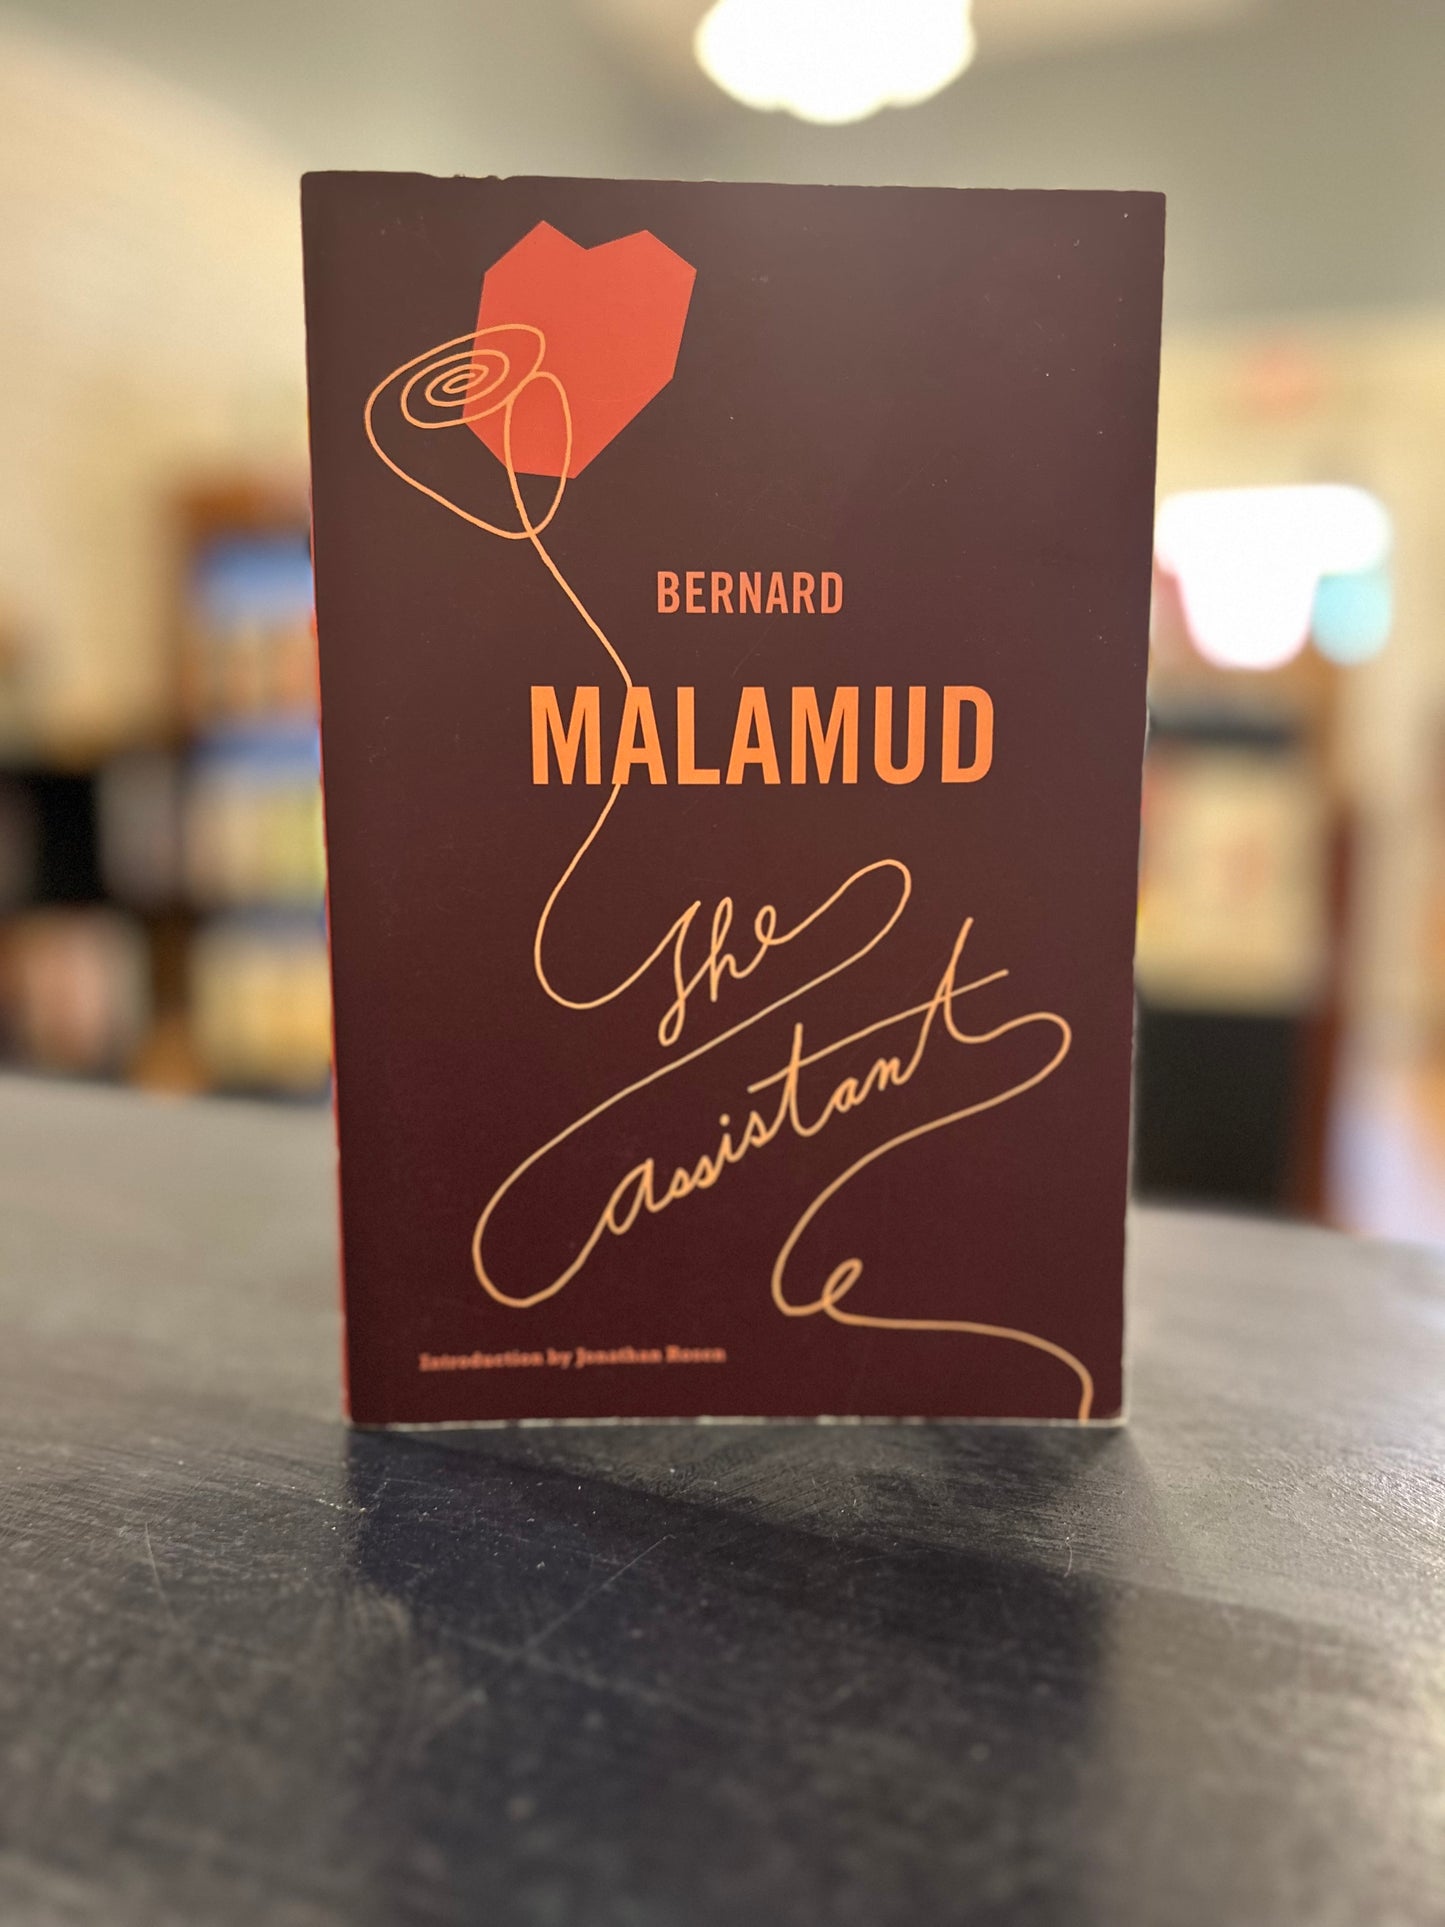 BERNARD
MALAMUD
The
assistant
Introduction by Jonathan Rosen